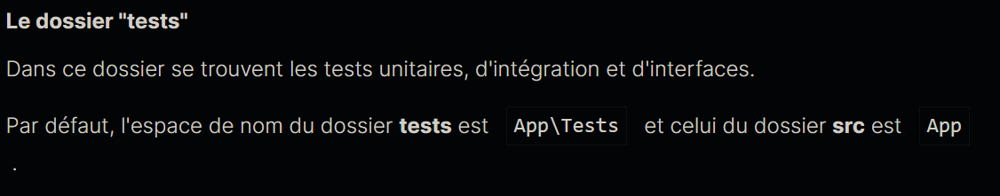 Le dossier "tests"
Dans ce dossier se trouvent les tests unitaires, d'intégration et d'interfaces.
Par défaut, l'espace de nom du dossier tests est App\Tests et celui du dossier src est App
.